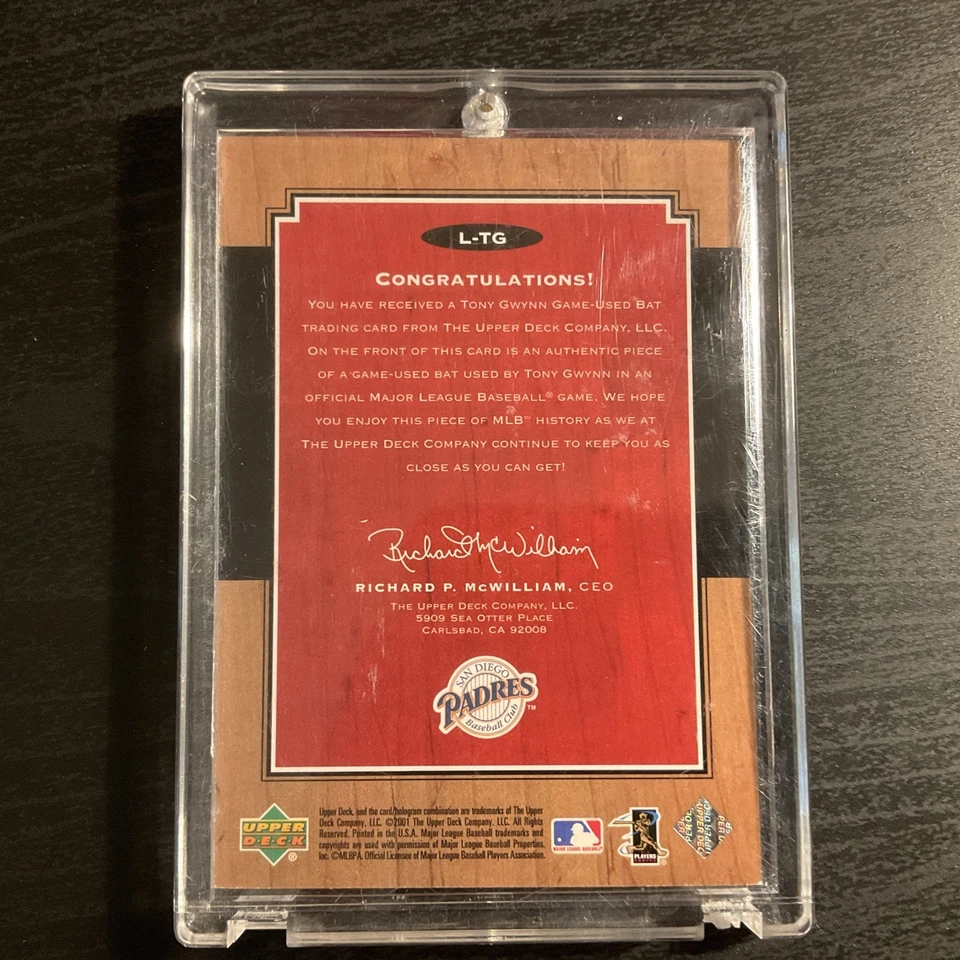 L-TG
CONGRATULATIONS!
YOU HAVE RECEIVED A TONY GWYNN GAME-USED BAT
TRADING CARD FROM THE UPPER DECK COMPANY, LLC.
ON THE FRONT OF THIS CARD IS AN AUTHENTIC PIECE
OF A GAME-USED BAT USED BY TONY GWYNN IN AN
OFFICIAL MAJOR LEAGUE BASEBALL® GAME. WE HOPE
YOU ENJOY THIS PIECE OF MLB™ HISTORY AS WE AT
THE UPPER DECK COMPANY CONTINUE TO KEEP YOU AS
CLOSE AS YOU CAN GET!
Richard McWilliam
RICHARD P. McWILLIAM, CEO
THE UPPER DECK COMPANY, LLC.
5909 SEA OTTER PLACE
CARLSBAD, CA 92008
SAN DIEGO
PADRES™
Baseball Club
UPPER
DECK®
Upper Deck, and the card/hologram combination are trademarks of The Upper
Deck Company, LLC. ©2001 The Upper Deck Company, LLC. All Rights
Reserved. Printed in the U.S.A. Major League Baseball trademarks and
copyrights are used with permission of Major League Baseball Properties,
Inc. ©MLBPA. Official Licensee of Major League Baseball Players Association.
MAJOR LEAGUE BASEBALL
PLAYERS
UPPER DECK